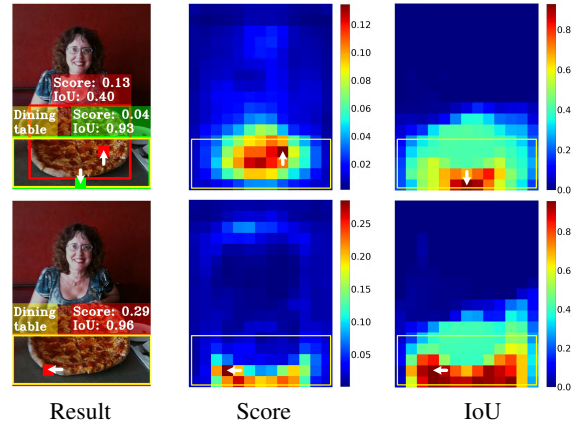 Score: 0.13
IoU: 0.40
Dining table
Score: 0.04
IoU: 0.93
0.12
0.10
0.08
0.06
0.04
0.02
0.8
0.6
0.4
0.2
0.0
Dining table
Score: 0.29
IoU: 0.96
0.25
0.20
0.15
0.10
0.05
0.8
0.6
0.4
0.2
0.0
Result Score IoU